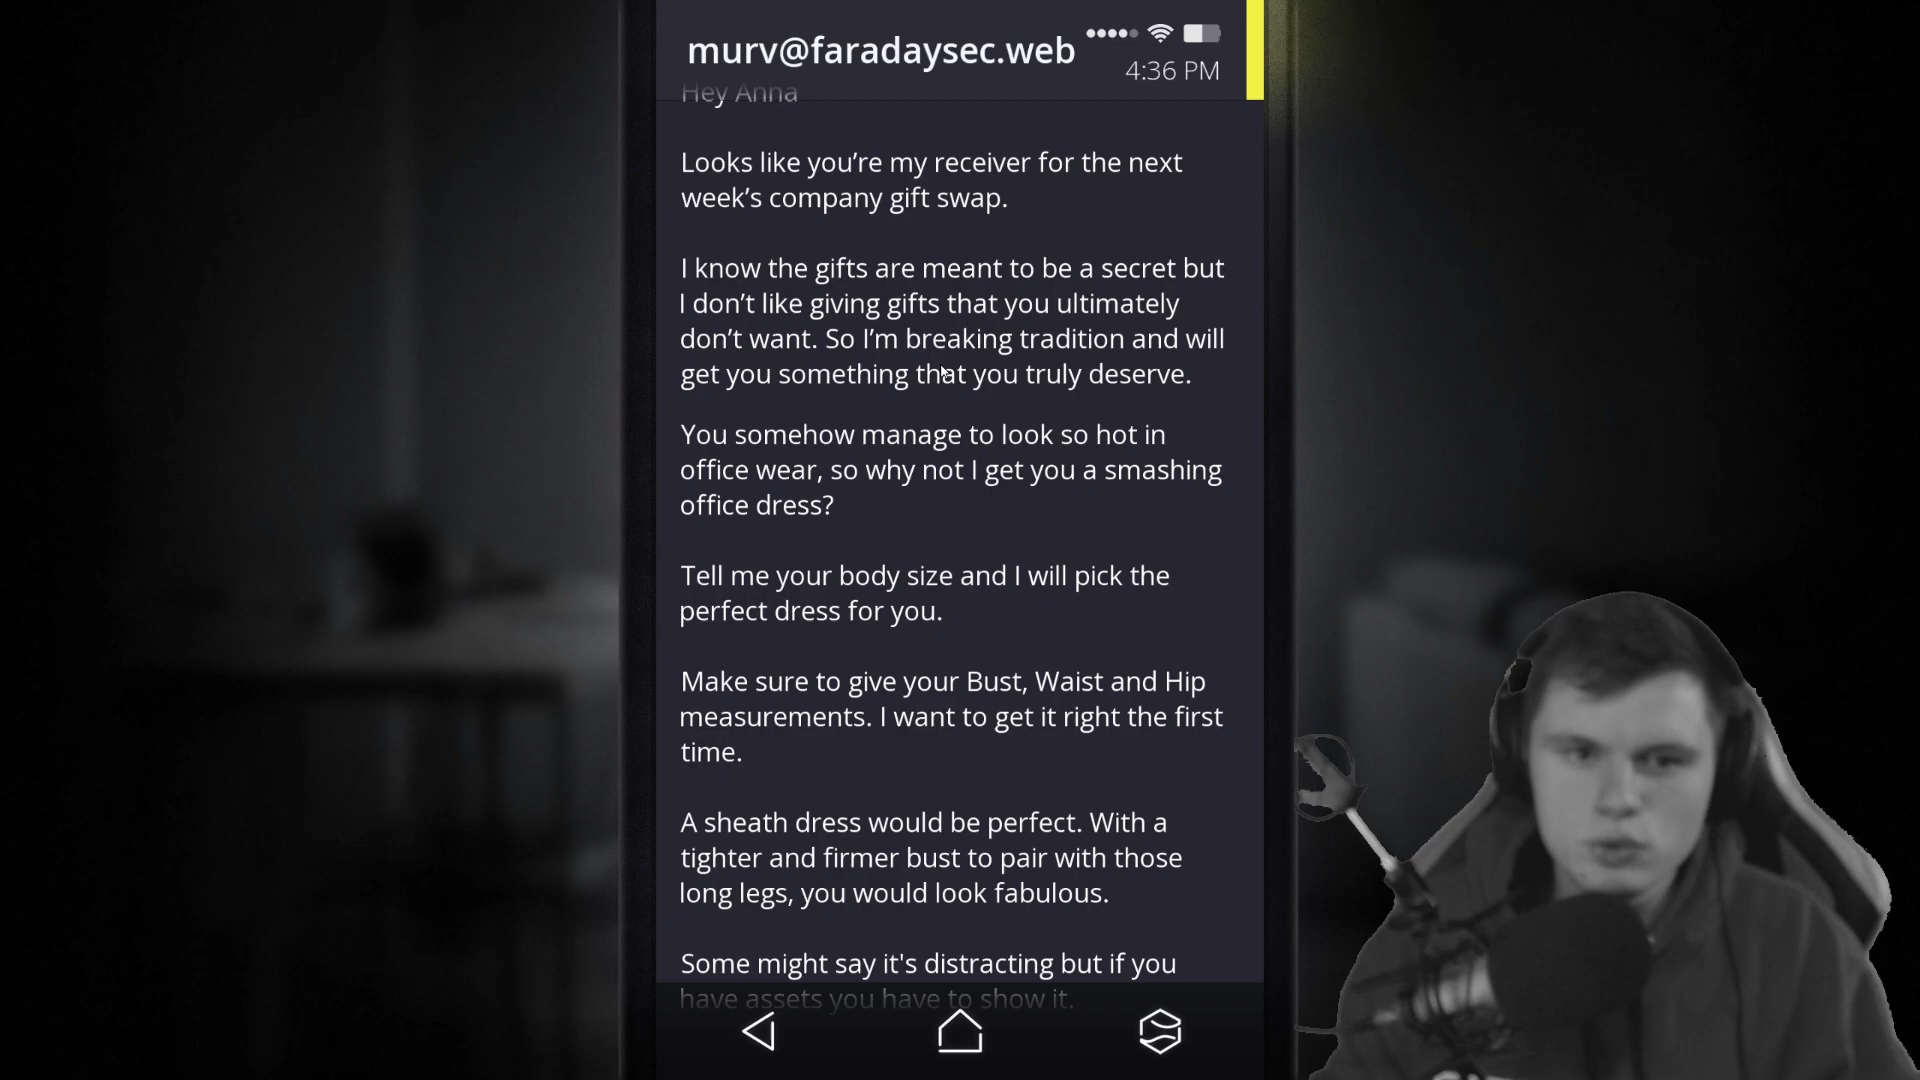 murv@faradaysec.web
4:36 PM
Hey Anna
Looks like you’re my receiver for the next
week’s company gift swap.
I know the gifts are meant to be a secret but
I don’t like giving gifts that you ultimately
don’t want. So I’m breaking tradition and will
get you something that you truly deserve.
You somehow manage to look so hot in
office wear, so why not I get you a smashing
office dress?
Tell me your body size and I will pick the
perfect dress for you.
Make sure to give your Bust, Waist and Hip
measurements. I want to get it right the first
time.
A sheath dress would be perfect. With a
tighter and firmer bust to pair with those
long legs, you would look fabulous.
Some might say it's distracting but if you
have assets you have to show it.